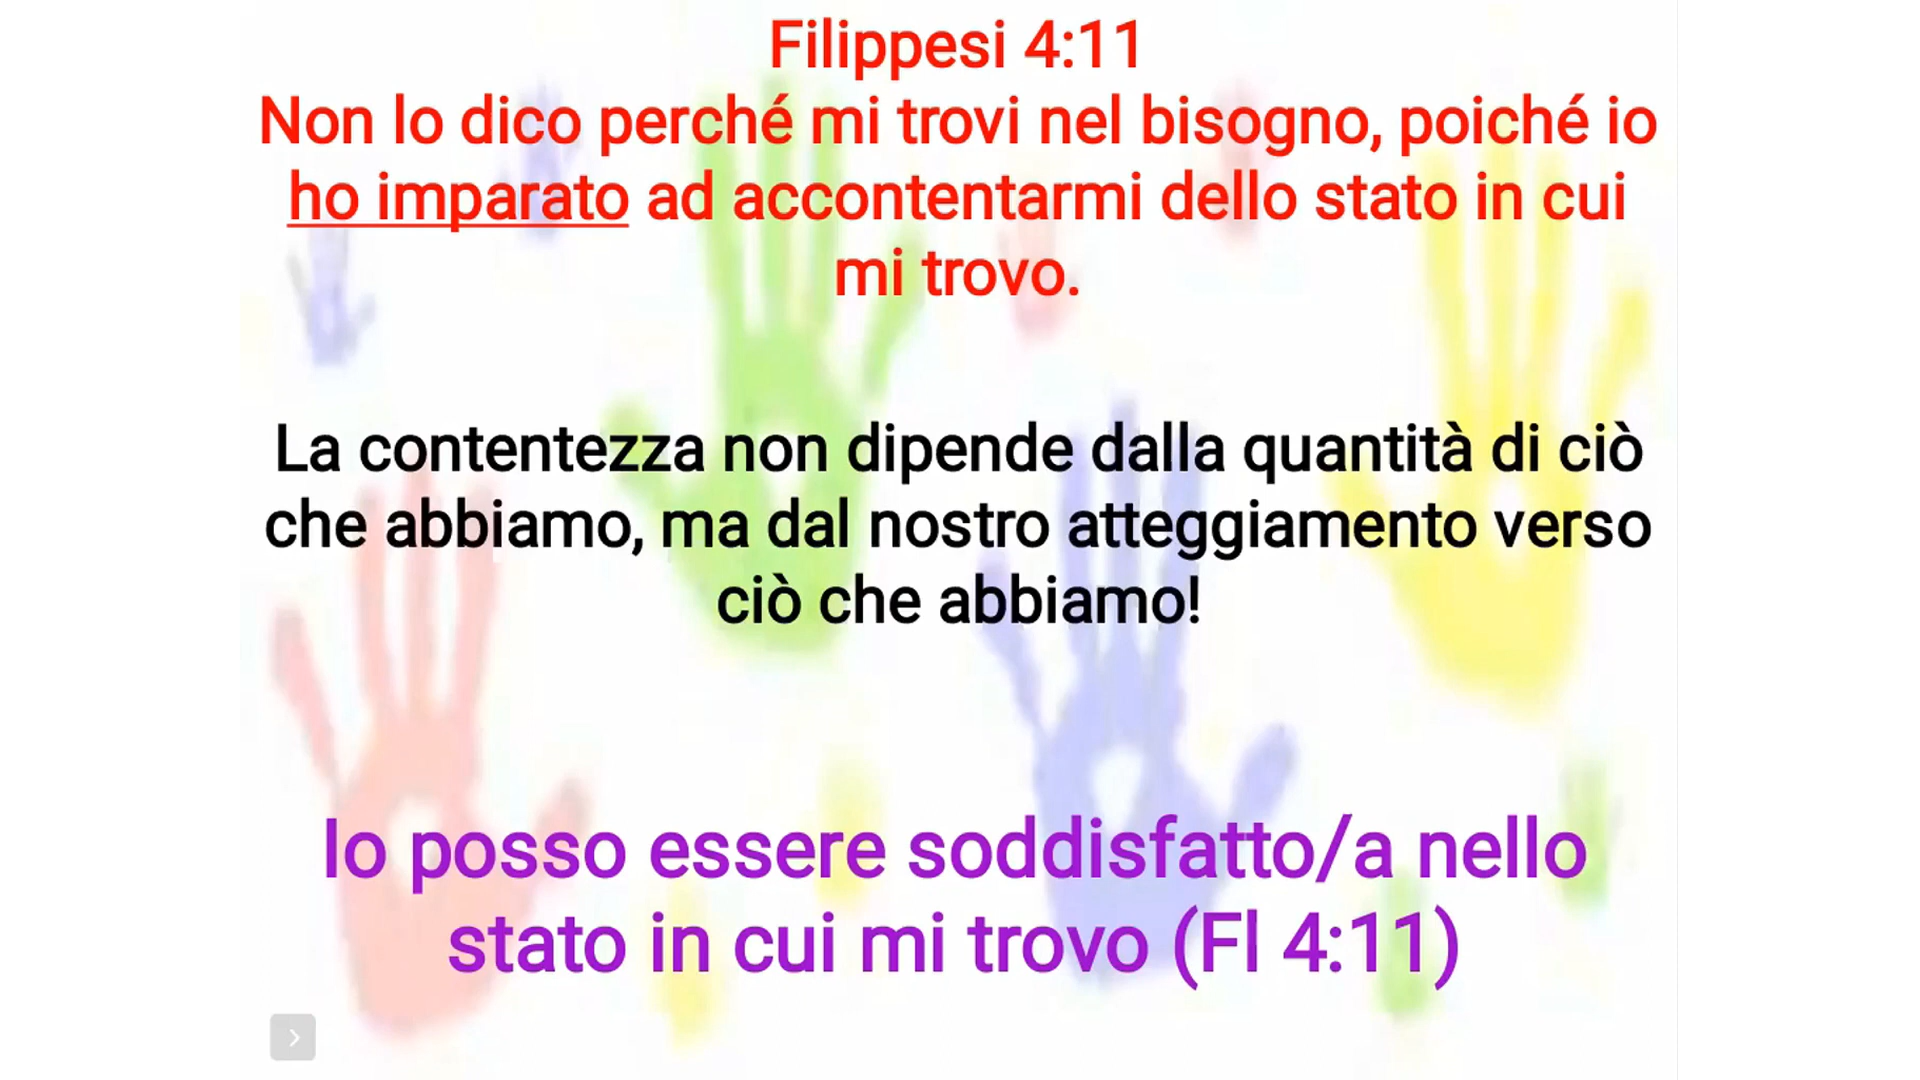 Filippesi 4:11
Non lo dico perché mi trovi nel bisogno, poiché io
ho imparato ad accontentarmi dello stato in cui
mi trovo.
La contentezza non dipende dalla quantità di ciò
che abbiamo, ma dal nostro atteggiamento verso
ciò che abbiamo!
Io posso essere soddisfatto/a nello
stato in cui mi trovo (Fl 4:11)